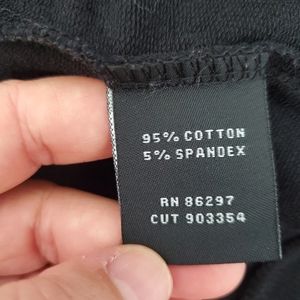 95% COTTON
5% SPANDEX
RN 86297
CUT 903354